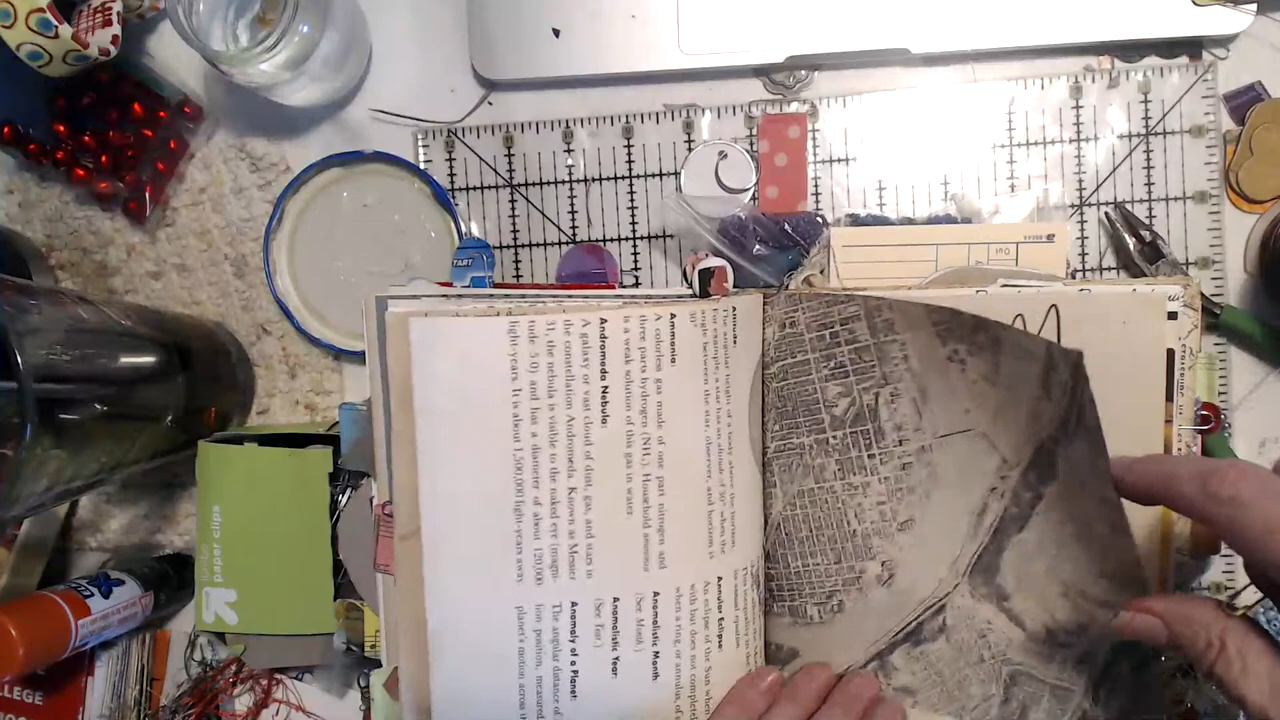 START
Out
jumbo
paper clips
ELMER'S
LLEGE
Altitude:
The angular height of a body above the horizon.
For example, a star has an altitude of 30° when the
angle between the star, observer, and horizon is
30°.
Ammonia:
A colorless gas made of one part nitrogen and
three parts hydrogen (NH₃). Household ammonia
is a weak solution of this gas in water.
Andromeda Nebula:
A galaxy or vast cloud of dust, gas, and stars in
the constellation Andromeda. Known as Messier
31, the nebula is visible to the naked eye (magni-
tude 5.0) and has a diameter of about 120,000
light-years. It is about 1,500,000 light-years away.
Annular Eclipse:
An eclipse of the Sun when
with but does not complete
when a ring, or annulus, of
Anomalistic Month:
(See Month.)
Anomalistic Year:
(See Year.)
Anomaly of a Planet:
The angular distance of
tion position, measured
planet's motion across th